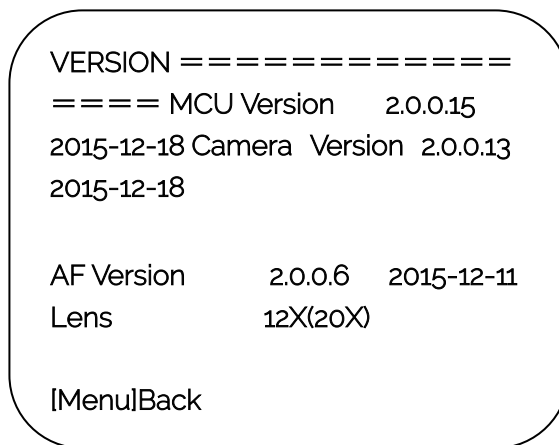 VERSION = = = = = = = = = = = =
= = = = MCU Version 2.0.0.15
2015-12-18 Camera Version 2.0.0.13
2015-12-18
AF Version 2.0.0.6 2015-12-11
Lens 12X(20X)
[Menu]Back